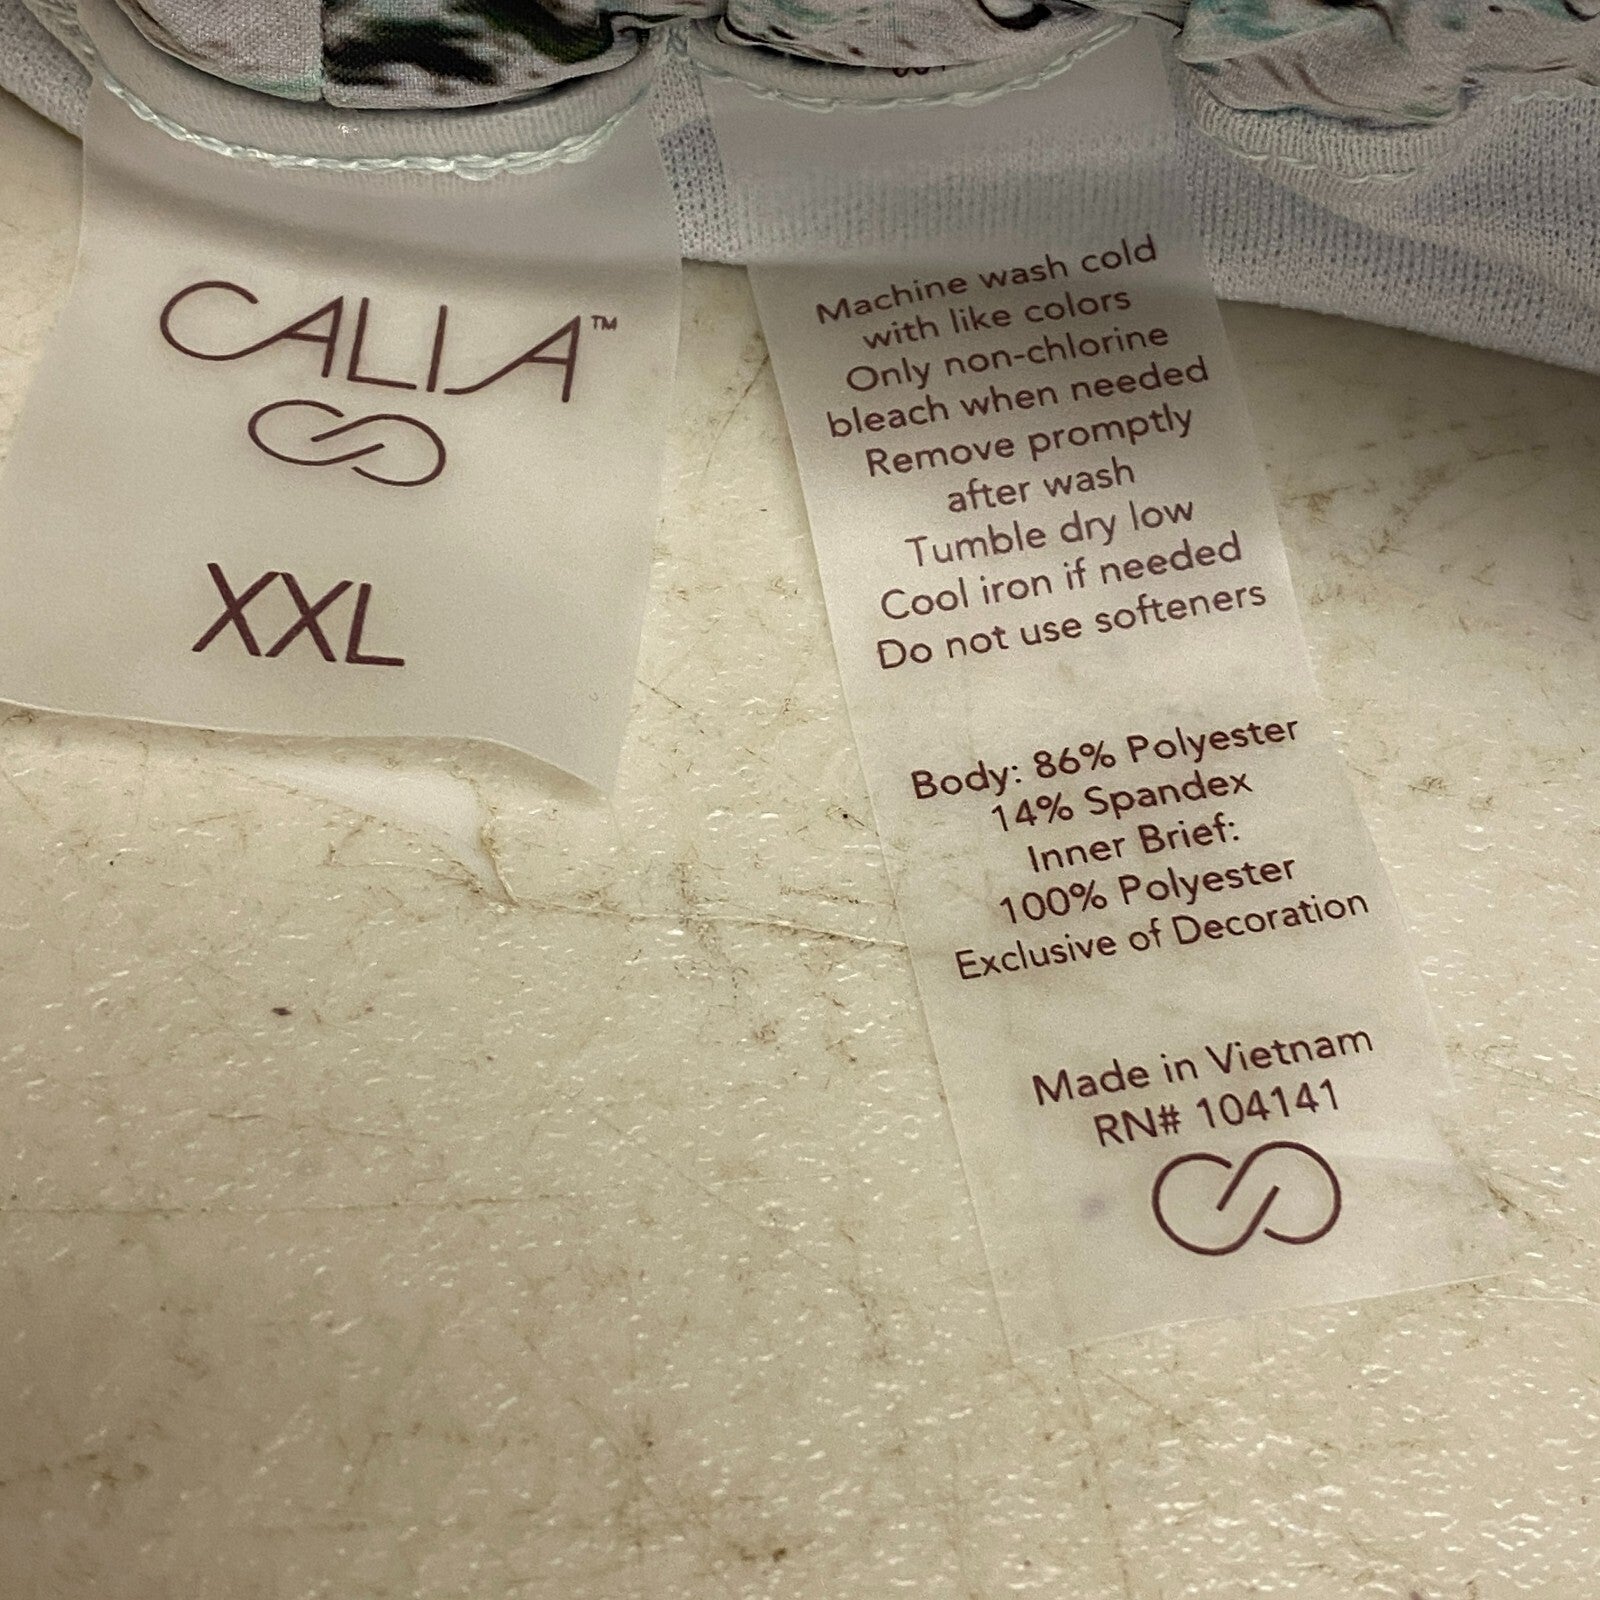 CALIA™
XXL
Machine wash cold
with like colors
Only non-chlorine
bleach when needed
Remove promptly
after wash
Tumble dry low
Cool iron if needed
Do not use softeners
Body: 86% Polyester
14% Spandex
Inner Brief:
100% Polyester
Exclusive of Decoration
Made in Vietnam
RN# 104141